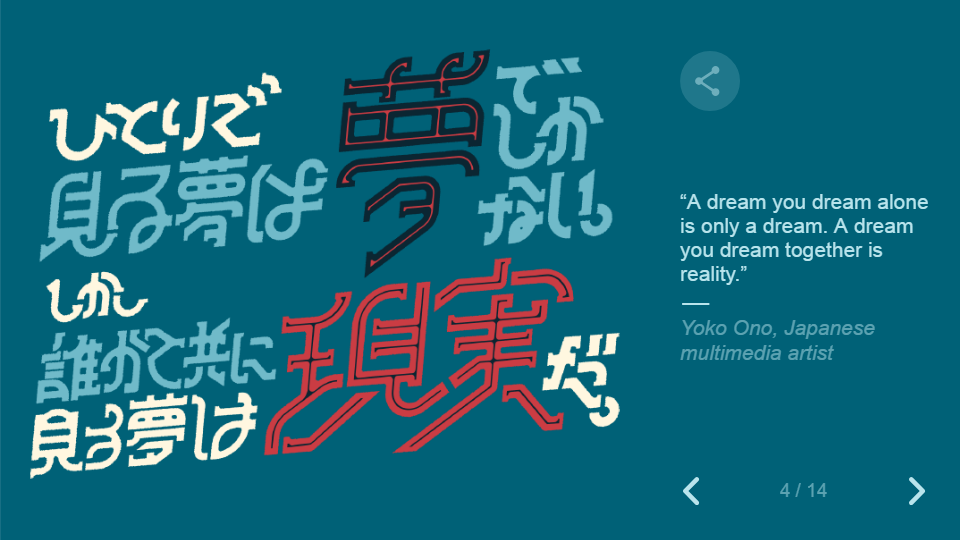 ひとりで
見る夢は
夢
でしか
ない。
しかし
誰かと共に
見る夢は
現実
だ。
“A dream you dream alone
is only a dream. A dream
you dream together is
reality.”
—
Yoko Ono, Japanese
multimedia artist
4 / 14